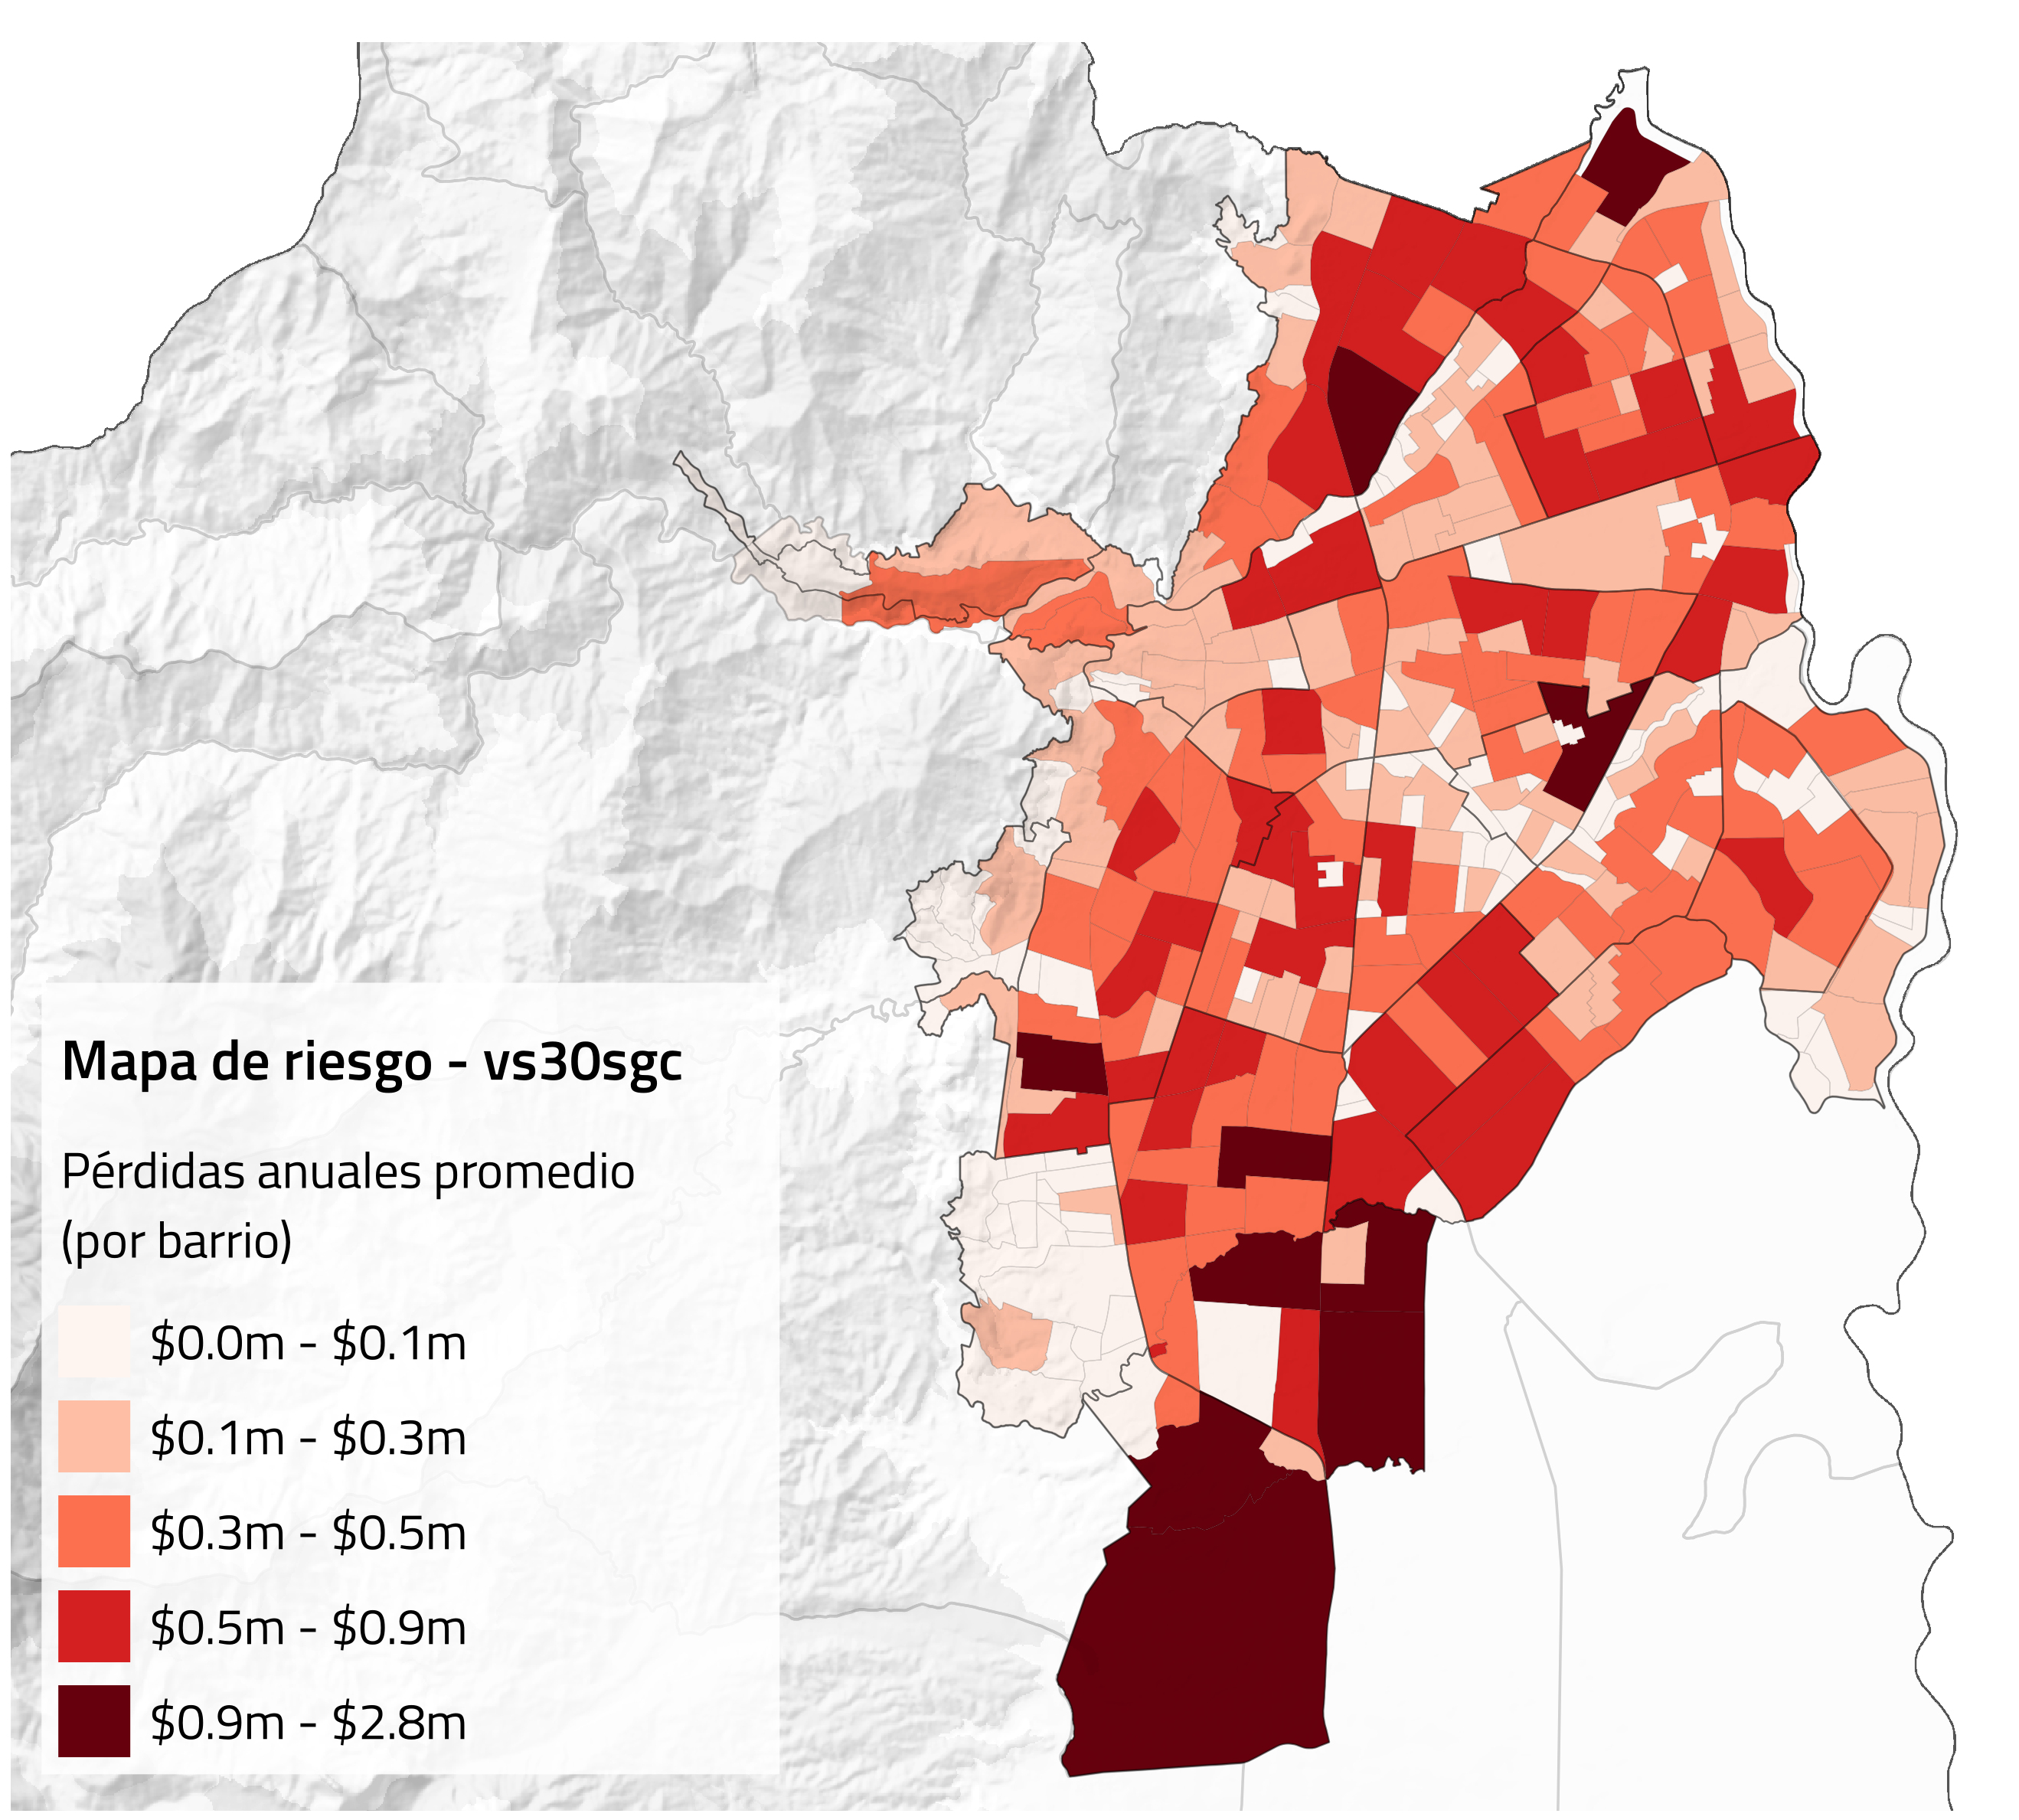 Mapa de riesgo - vs30sgc
Pérdidas anuales promedio
(por barrio)
$0.0m - $0.1m
$0.1m - $0.3m
$0.3m - $0.5m
$0.5m - $0.9m
$0.9m - $2.8m